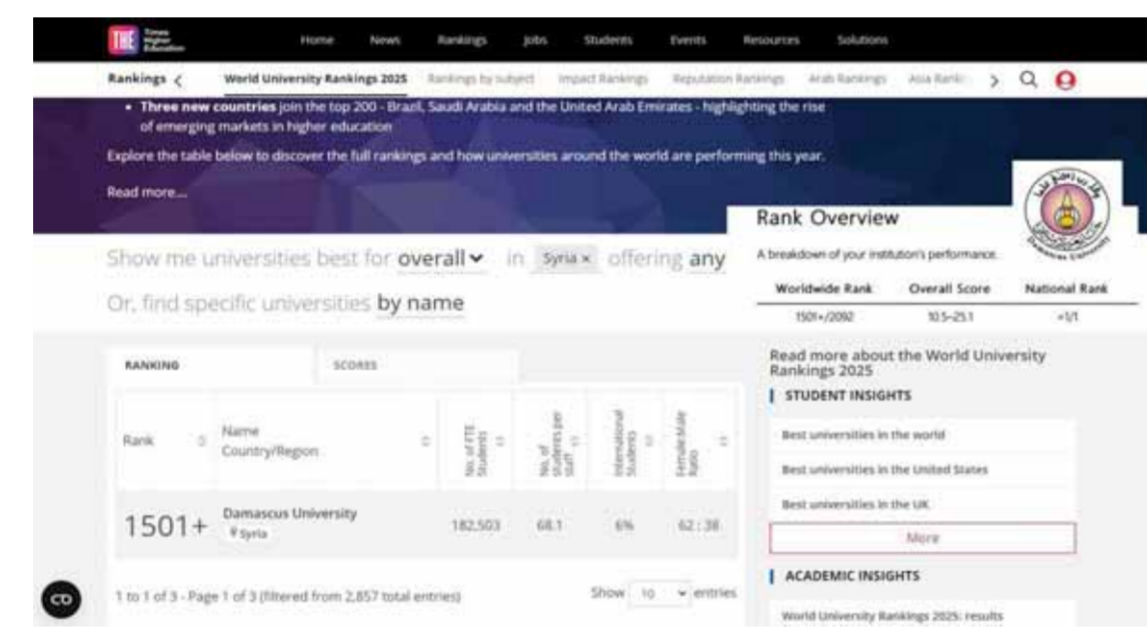 THE Times Higher Education
Home News Rankings Jobs Students Events Resources Solutions
Rankings < World University Rankings 2025 Rankings by subject Impact Rankings Reputation Rankings Arab Rankings Asia Ranki >
• Three new countries join the top 200 - Brazil, Saudi Arabia and the United Arab Emirates - highlighting the rise
of emerging markets in higher education
Explore the table below to discover the full rankings and how universities around the world are performing this year.
Read more...
Show me universities best for overall in Syria × offering any
Or, find specific universities by name
Rank Overview
A breakdown of your institution's performance.
Worldwide Rank Overall Score National Rank
1501+/2092 10.5–25.1 =1/1
Damascus University
RANKING SCORES
Rank
Name
Country/Region
No. of FTE
Students
No. of
students per
staff
International
Students
Female:Male
Ratio
1501+ Damascus University 182,503 68.1 6% 62 : 38
Syria
1 to 1 of 3 - Page 1 of 3 (filtered from 2,857 total entries)
Show 10 entries
Read more about the World University
Rankings 2025
STUDENT INSIGHTS
Best universities in the world
Best universities in the United States
Best universities in the UK
More
ACADEMIC INSIGHTS
World University Rankings 2025: results